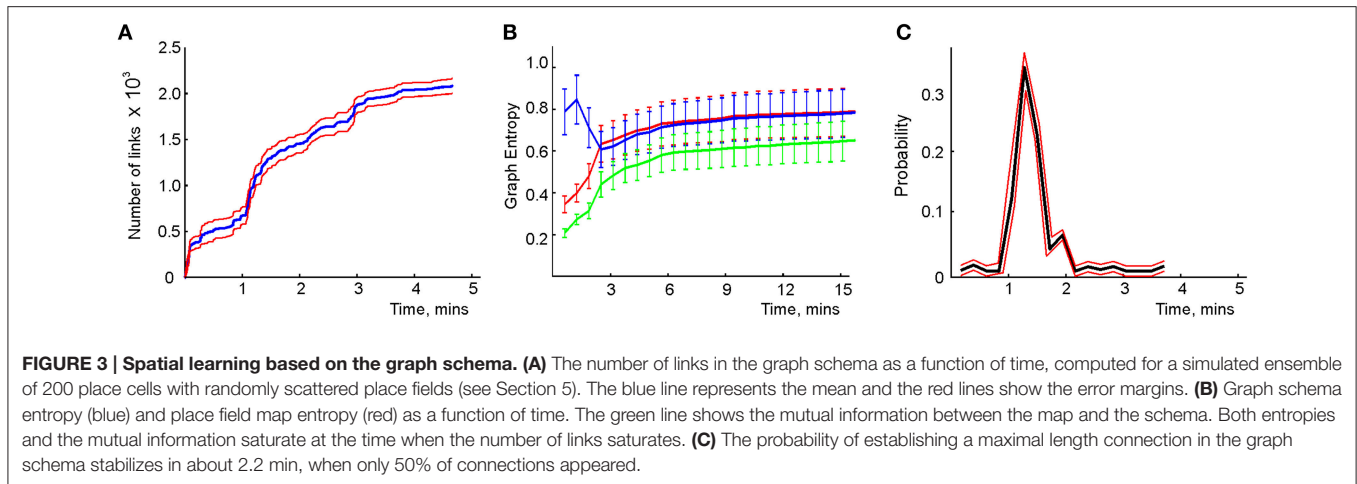 A
B
C
Number of links x 10³
2.5
2.0
1.5
1.0
0.5
0
1
2
3
4
5
Time, mins
Graph Entropy
1.0
0.8
0.6
0.4
0.2
3
6
9
12
15
Time, mins
Probability
0.3
0.2
0.1
0
1
2
3
4
5
Time, mins
FIGURE 3 | Spatial learning based on the graph schema. (A) The number of links in the graph schema as a function of time, computed for a simulated ensemble
of 200 place cells with randomly scattered place fields (see Section 5). The blue line represents the mean and the red lines show the error margins. (B) Graph schema
entropy (blue) and place field map entropy (red) as a function of time. The green line shows the mutual information between the map and the schema. Both entropies
and the mutual information saturate at the time when the number of links saturates. (C) The probability of establishing a maximal length connection in the graph
schema stabilizes in about 2.2 min, when only 50% of connections appeared.